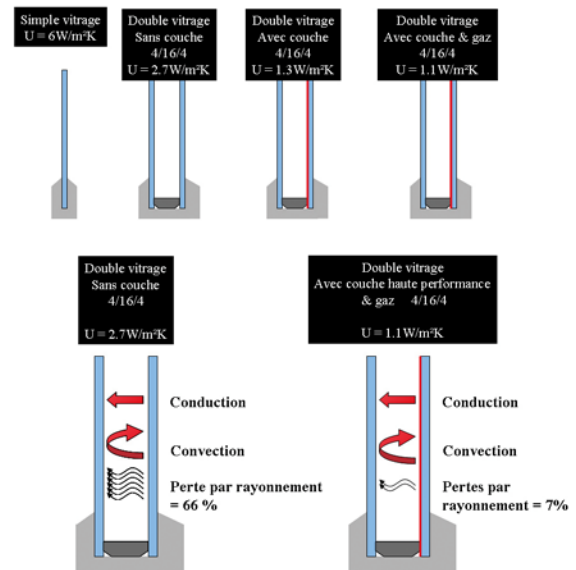 Simple vitrage
U = 6W/m²K
Double vitrage
Sans couche
4/16/4
U = 2.7W/m²K
Double vitrage
Avec couche
4/16/4
U = 1.3W/m²K
Double vitrage
Avec couche & gaz
4/16/4
U = 1.1W/m²K
Double vitrage
Sans couche
4/16/4
U = 2.7W/m²K
Conduction
Convection
Perte par rayonnement
= 66 %
Double vitrage
Avec couche haute performance
& gaz 4/16/4
U = 1.1W/m²K
Conduction
Convection
Pertes par
rayonnement = 7%